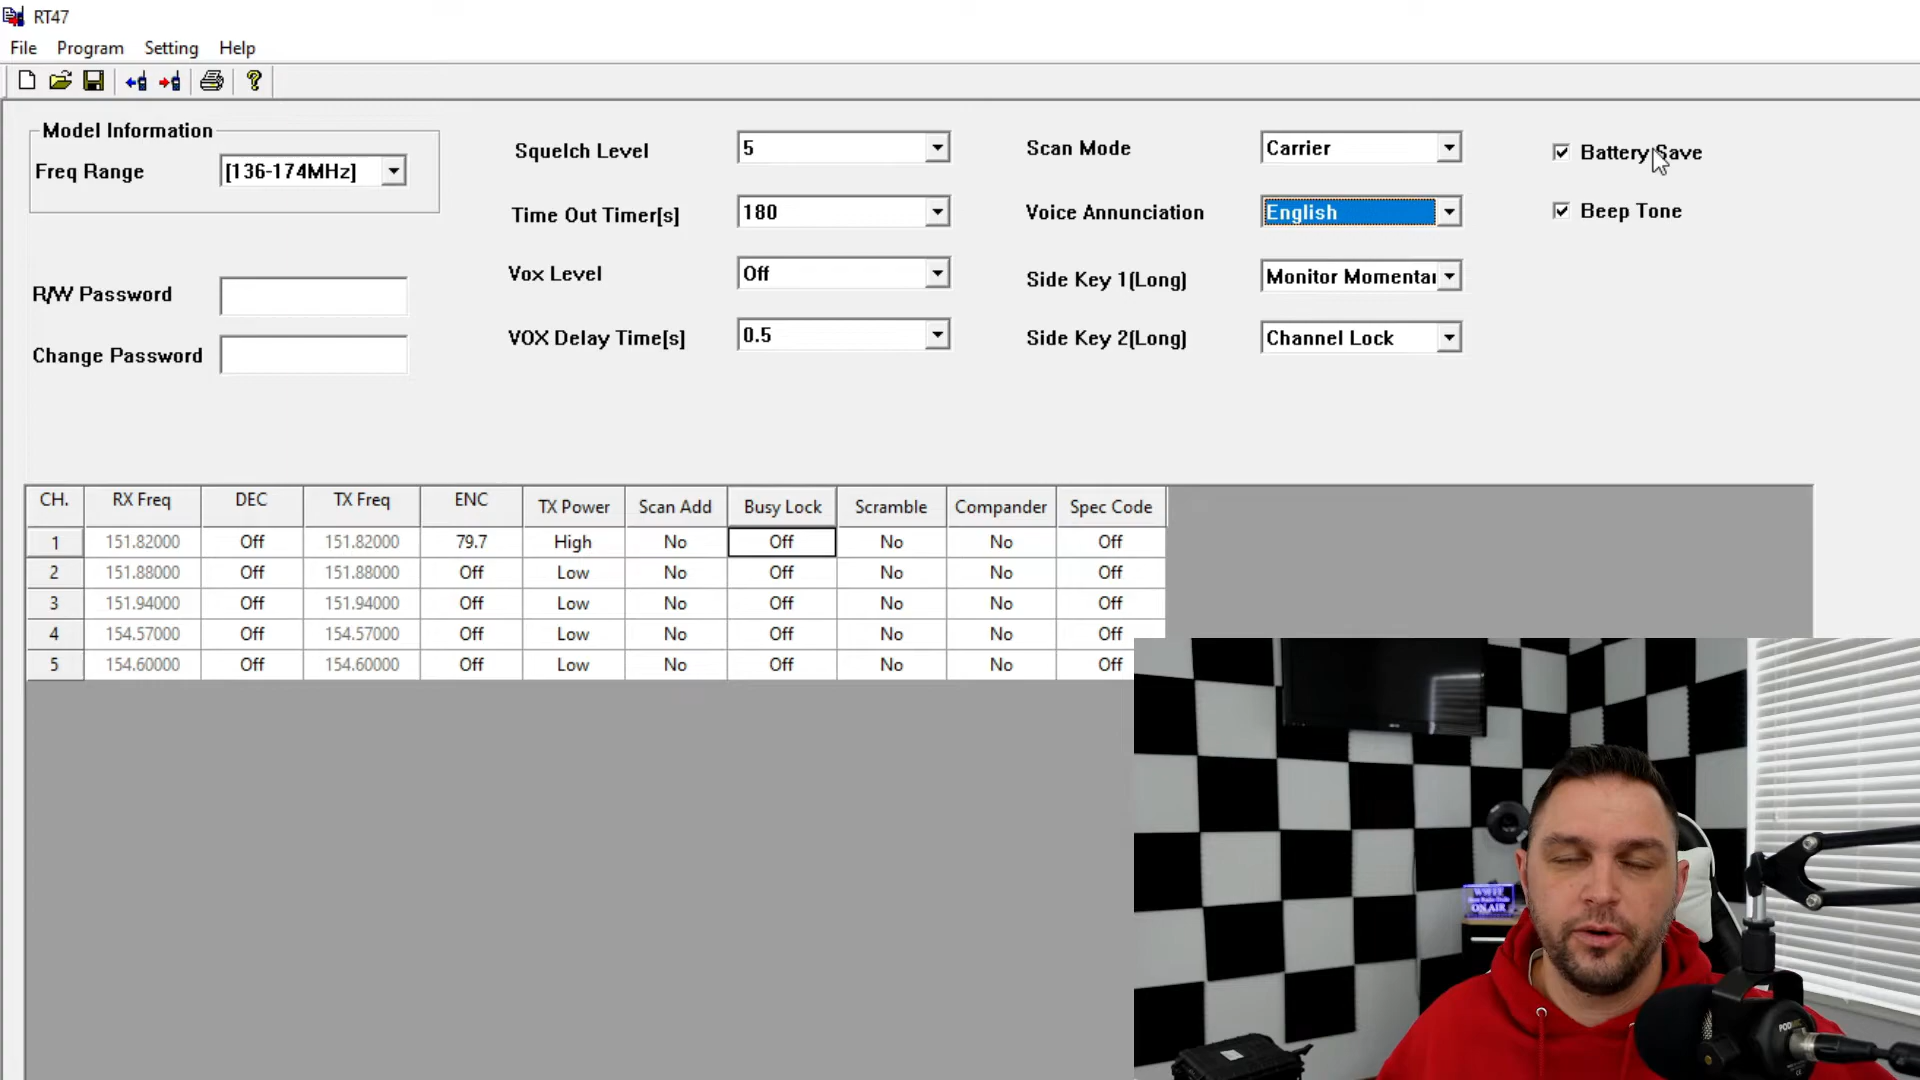 RT47
File Program Setting Help
Model Information
Freq Range [136-174MHz]
R/W Password
Change Password
Squelch Level 5
Time Out Timer[s] 180
Vox Level Off
VOX Delay Time[s] 0.5
Scan Mode Carrier
Voice Annunciation English
Side Key 1(Long) Monitor Momentar
Side Key 2(Long) Channel Lock
Battery Save
Beep Tone
CH. RX Freq DEC TX Freq ENC TX Power Scan Add Busy Lock Scramble Compander Spec Code
1 151.82000 Off 151.82000 79.7 High No Off No No Off
2 151.88000 Off 151.88000 Off Low No Off No No Off
3 151.94000 Off 151.94000 Off Low No Off No No Off
4 154.57000 Off 154.57000 Off Low No Off No No Off
5 154.60000 Off 154.60000 Off Low No Off No No Off
ON AIR